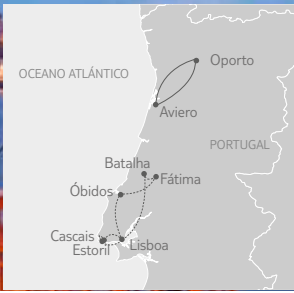 Oporto
OCEANO ATLÁNTICO
Aviero
PORTUGAL
Batalha
Fátima
Óbidos
Cascais
Estoril
Lisboa